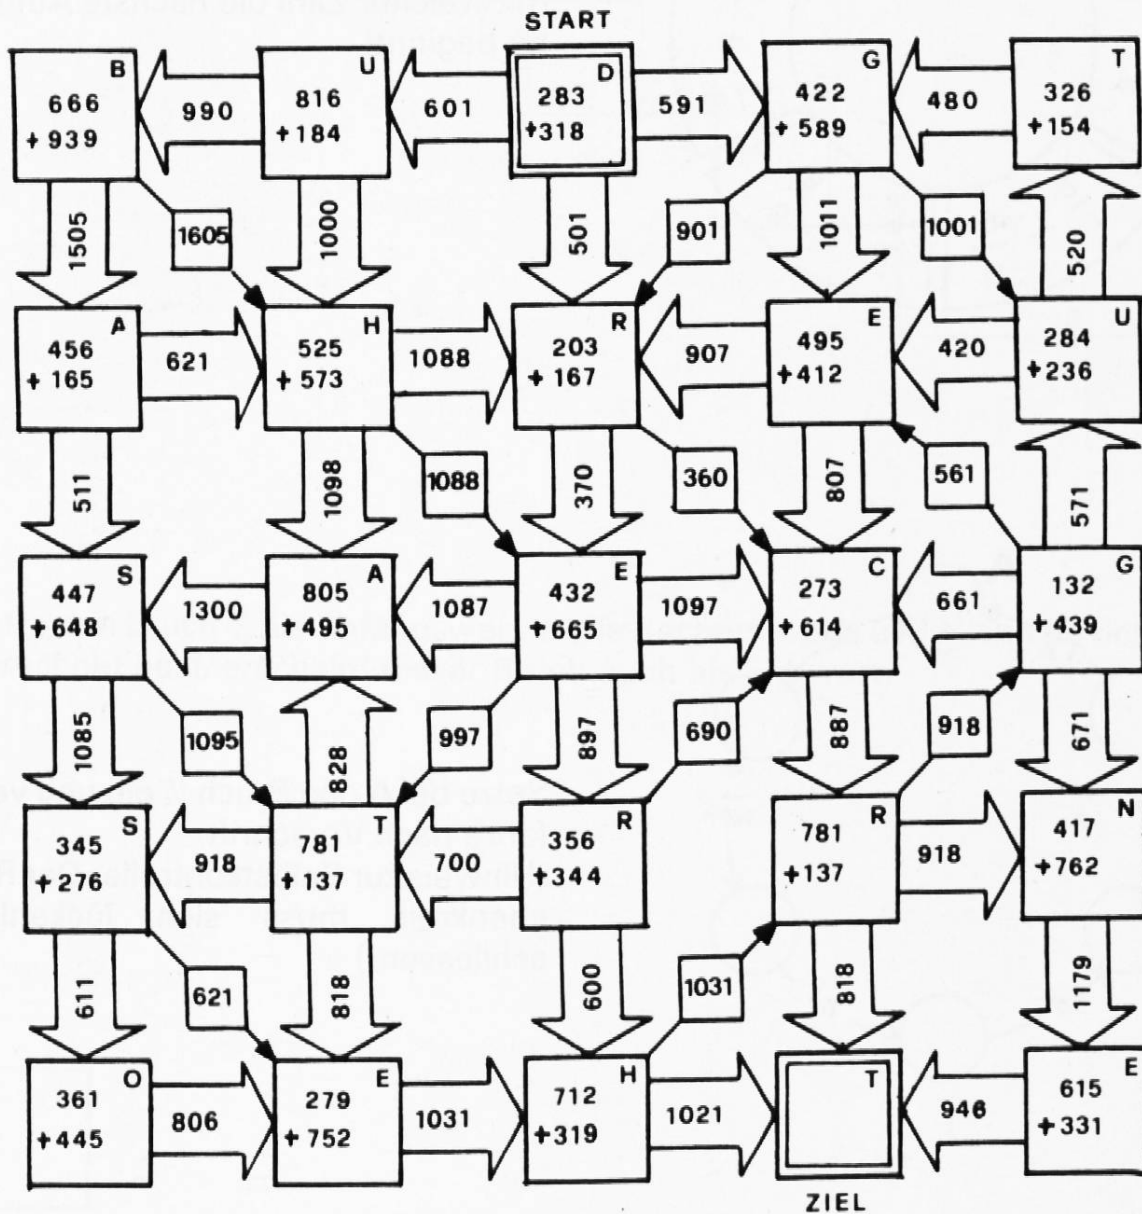 START
B U D G T
666 816 283 422 326
+939 990 +184 601 +318 591 +589 480 +154
1505 1605 1000 501 901 1011 1001 520
A H R E U
456 525 203 495 284
+165 621 +573 1088 +167 907 +412 420 +236
511 1098 1088 370 360 807 561 571
S A E C G
447 805 432 273 132
+648 1300 +495 1087 +665 1097 +614 661 +439
1085 1095 828 997 897 690 887 918 671
S T R R N
345 781 356 781 417
+276 918 +137 700 +344 +137 918 +762
611 621 818 600 1031 818 1179
O E H T E
361 279 712 615
+445 806 +752 1031 +319 1021 946 +331
ZIEL